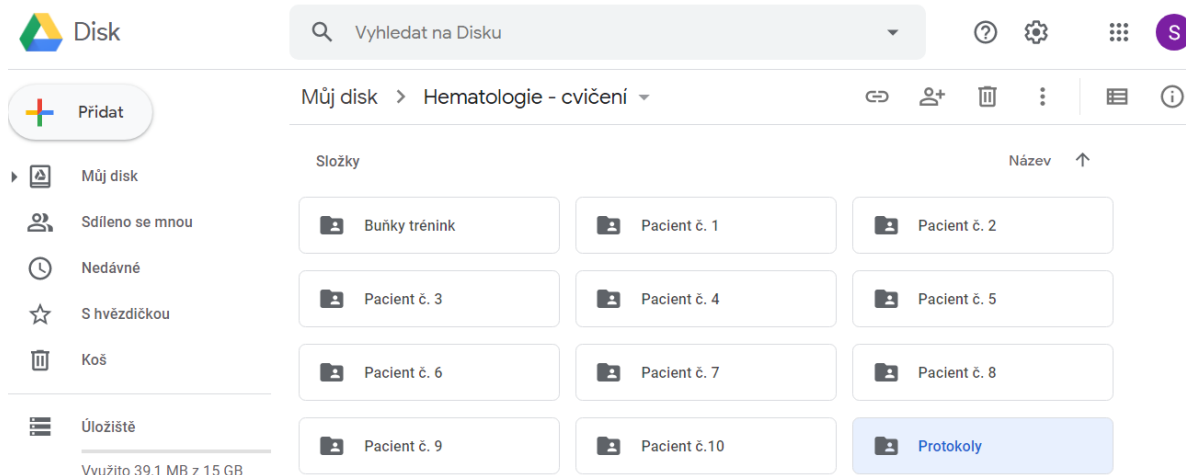 Disk
Vyhledat na Disku
S
Přidat
Můj disk > Hematologie - cvičení
Můj disk
Sdíleno se mnou
Nedávné
S hvězdičkou
Koš
Úložiště
Využito 39.1 MB z 15 GB
Složky
Název
Buňky trénink
Pacient č. 1
Pacient č. 2
Pacient č. 3
Pacient č. 4
Pacient č. 5
Pacient č. 6
Pacient č. 7
Pacient č. 8
Pacient č. 9
Pacient č.10
Protokoly